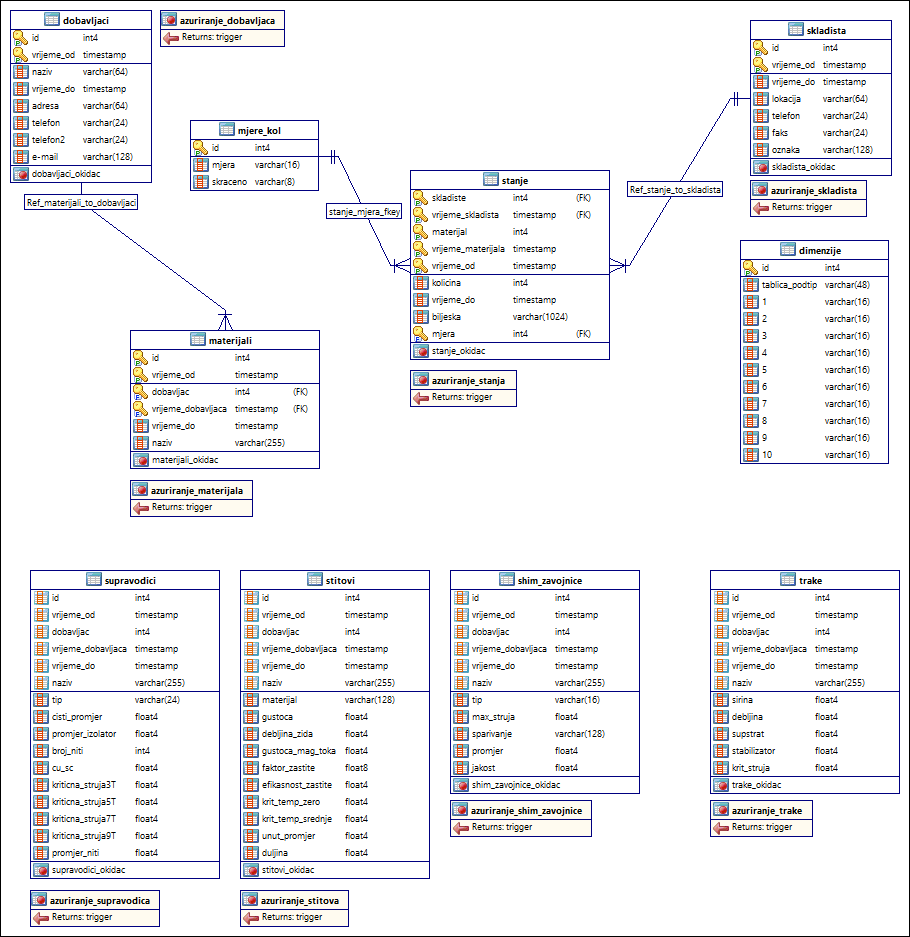 dobavljaci
id int4
vrijeme_od timestamp
naziv varchar(64)
vrijeme_do timestamp
adresa varchar(64)
telefon varchar(24)
telefon2 varchar(24)
e-mail varchar(128)
dobavljaci_okidac
azuriranje_dobavljaca
Returns: trigger
Ref_materijali_to_dobavljaci
mjere_kol
id int4
mjera varchar(16)
skraceno varchar(8)
stanje_mjera_fkey
stanje
skladiste int4 (FK)
vrijeme_skladista timestamp (FK)
materijal int4
vrijeme_materijala timestamp
vrijeme_od timestamp
kolicina int4
vrijeme_do timestamp
biljeska varchar(1024)
mjera int4 (FK)
stanje_okidac
azuriranje_stanja
Returns: trigger
Ref_stanje_to_skladista
skladista
id int4
vrijeme_od timestamp
vrijeme_do timestamp
lokacija varchar(64)
telefon varchar(24)
faks varchar(24)
oznaka varchar(128)
skladista_okidac
azuriranje_skladista
Returns: trigger
dimenzije
id int4
tablica_podtip varchar(48)
1 varchar(16)
2 varchar(16)
3 varchar(16)
4 varchar(16)
5 varchar(16)
6 varchar(16)
7 varchar(16)
8 varchar(16)
9 varchar(16)
10 varchar(16)
materijali
id int4
vrijeme_od timestamp
dobavljac int4 (FK)
vrijeme_dobavljaca timestamp (FK)
vrijeme_do timestamp
naziv varchar(255)
materijali_okidac
azuriranje_materijala
Returns: trigger
supravodici
id int4
vrijeme_od timestamp
dobavljac int4
vrijeme_dobavljaca timestamp
vrijeme_do timestamp
naziv varchar(255)
tip varchar(24)
cisti_promjer float4
promjer_izolator float4
broj_niti int4
cu_sc float4
kriticna_struja3T float4
kriticna_struja5T float4
kriticna_struja7T float4
kriticna_struja9T float4
promjer_niti float4
supravodici_okidac
azuriranje_supravodica
Returns: trigger
stitovi
id int4
vrijeme_od timestamp
dobavljac int4
vrijeme_dobavljaca timestamp
vrijeme_do timestamp
naziv varchar(255)
materijal varchar(128)
gustoca float4
debljina_zida float4
gustoca_mag_toka float4
faktor_zastite float8
efikasnost_zastite float4
krit_temp_zero float4
krit_temp_srednje float4
unut_promjer float4
duljina float4
stitovi_okidac
azuriranje_stitova
Returns: trigger
shim_zavojnice
id int4
vrijeme_od timestamp
dobavljac int4
vrijeme_dobavljaca timestamp
vrijeme_do timestamp
naziv varchar(255)
tip varchar(16)
max_struja float4
sparivanje varchar(128)
promjer float4
jakost float4
shim_zavojnice_okidac
azuriranje_shim_zavojnice
Returns: trigger
trake
id int4
vrijeme_od timestamp
dobavljac int4
vrijeme_dobavljaca timestamp
vrijeme_do timestamp
naziv varchar(255)
sirina float4
debljina float4
supstrat float4
stabilizator float4
krit_struja float4
trake_okidac
azuriranje_trake
Returns: trigger